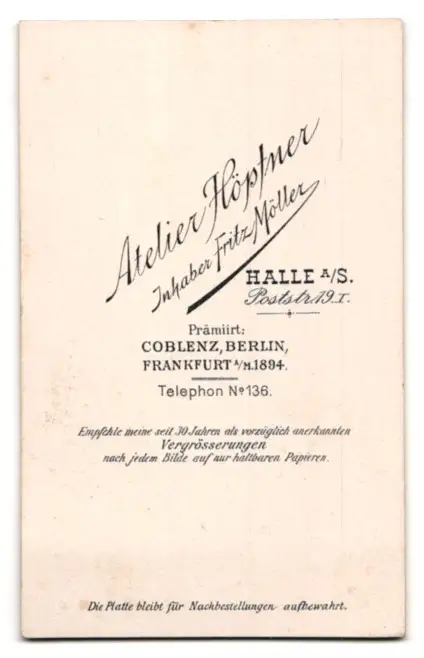 Atelier Höpfner
Inhaber Fritz Möller
HALLE A/S.
Poststr. 19. I.
Prämiirt:
COBLENZ, BERLIN,
FRANKFURT A/M. 1894.
Telephon No 136.
Empfehle meine seit 30 Jahren als vorzüglich anerkannten
Vergrösserungen
nach jedem Bilde auf nur haltbaren Papieren.
Die Platte bleibt für Nachbestellungen aufbewahrt.